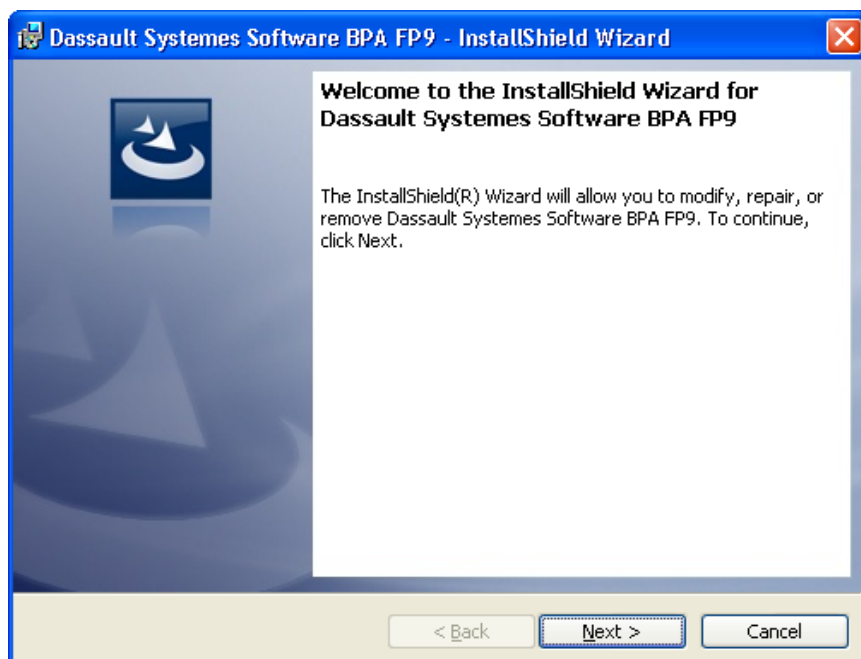 Dassault Systemes Software BPA FP9 - InstallShield Wizard
Welcome to the InstallShield Wizard for
Dassault Systemes Software BPA FP9
The InstallShield(R) Wizard will allow you to modify, repair, or
remove Dassault Systemes Software BPA FP9. To continue,
click Next.
< Back Next > Cancel